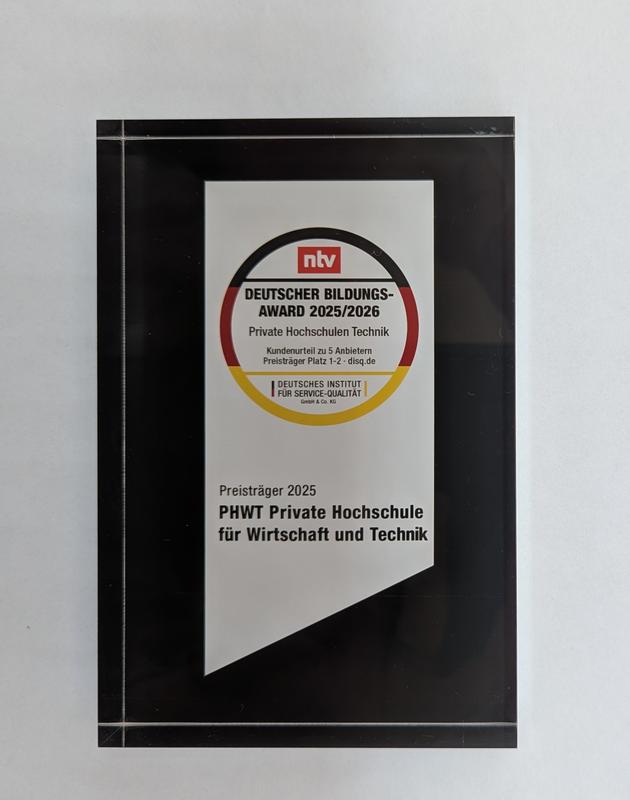 ntv
DEUTSCHER BILDUNGS-
AWARD 2025/2026
Private Hochschulen Technik
Kundenurteil zu 5 Anbietern
Preisträger Platz 1-2 · disq.de
DEUTSCHES INSTITUT
FÜR SERVICE-QUALITÄT
GmbH & Co. KG
Preisträger 2025
PHWT Private Hochschule
für Wirtschaft und Technik